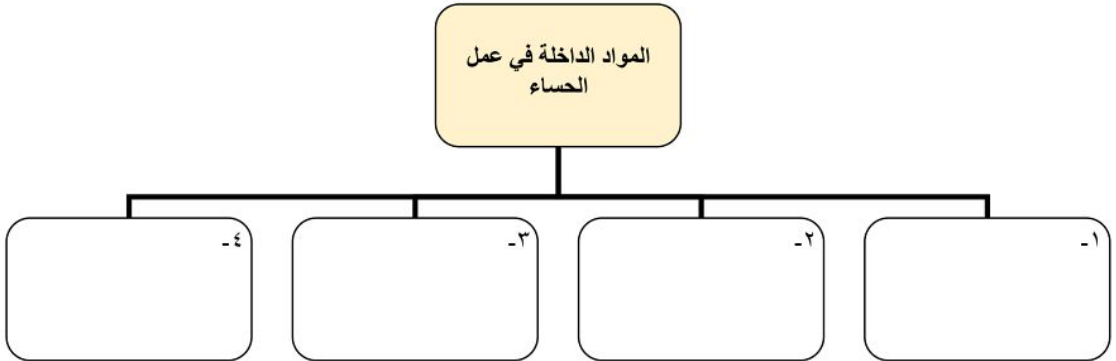 المواد الداخلة في عمل
الحساء
١-
٢-
٣-
٤-